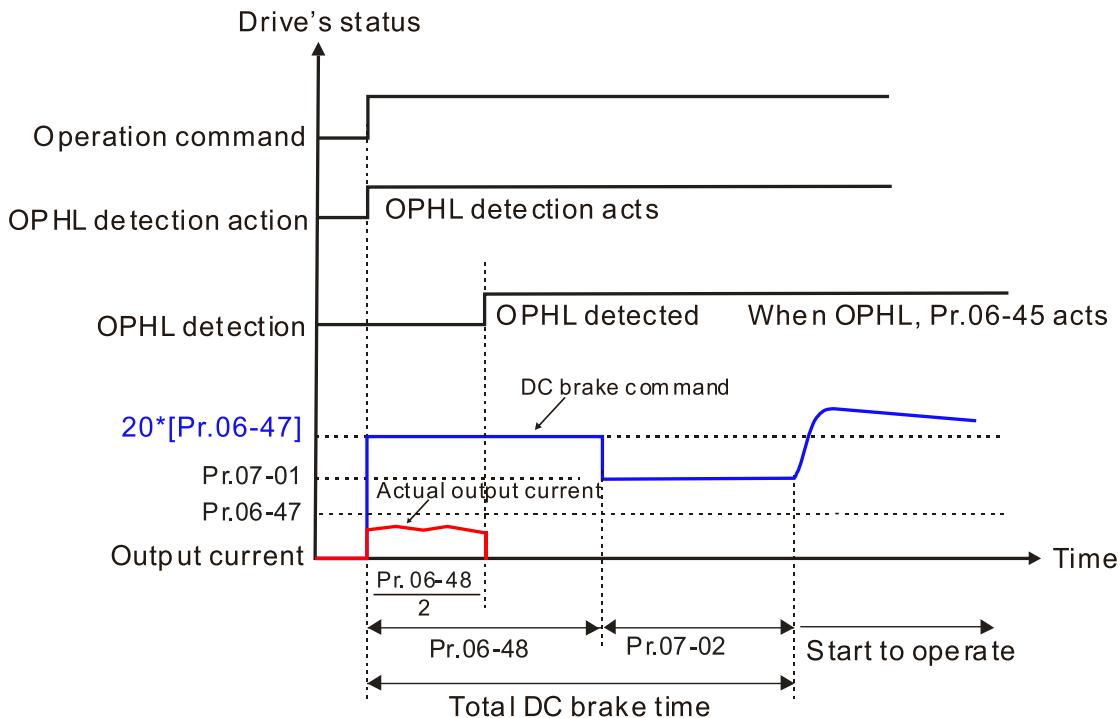 Drive's status
Operation command
OPHL detection action
OPHL detection acts
OPHL detection
OPHL detected
When OPHL, Pr.06-45 acts
DC brake command
20*[Pr.06-47]
Pr.07-01
Actual output current
Pr.06-47
Output current
Time
Pr.06-48
2
Pr.06-48
Pr.07-02
Start to operate
Total DC brake time